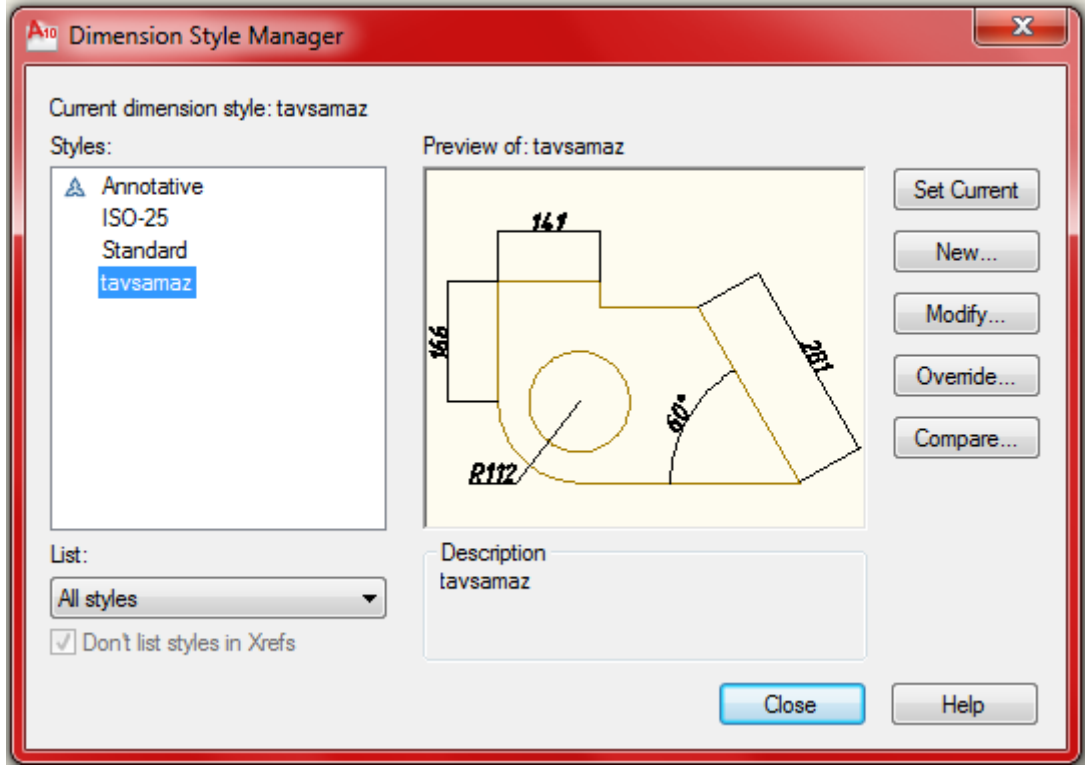 A10 Dimension Style Manager
Current dimension style: tavsamaz
Styles:
Annotative
ISO-25
Standard
tavsamaz
Preview of: tavsamaz
141
166
281
60°
R112
Set Current
New...
Modify...
Override...
Compare...
List:
All styles
Don't list styles in Xrefs
Description
tavsamaz
Close
Help